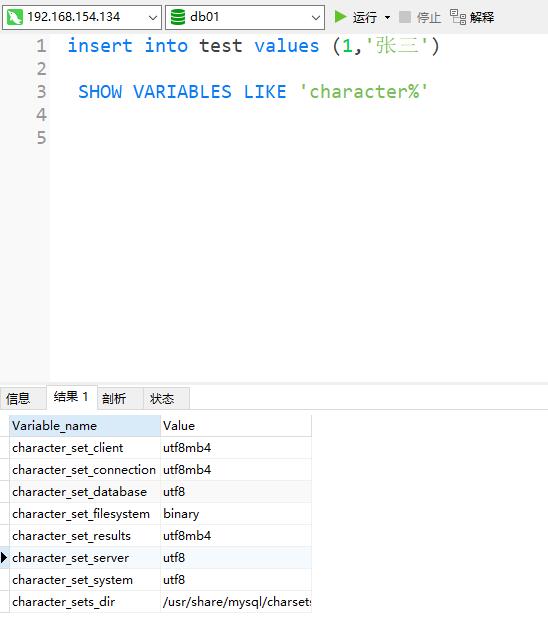 192.168.154.134 db01 运行 停止 解释
1 insert into test values (1,'张三')
2
3 SHOW VARIABLES LIKE 'character%'
4
5
信息 结果 1 剖析 状态
Variable_name Value
character_set_client utf8mb4
character_set_connection utf8mb4
character_set_database utf8
character_set_filesystem binary
character_set_results utf8mb4
character_set_server utf8
character_set_system utf8
character_sets_dir /usr/share/mysql/charsets